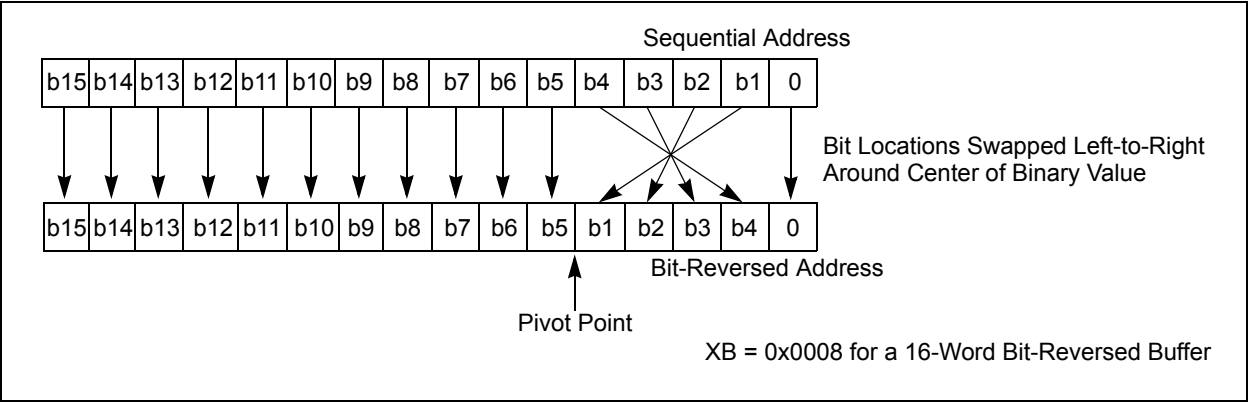 Sequential Address
b15 b14 b13 b12 b11 b10 b9 b8 b7 b6 b5 b4 b3 b2 b1 0
Bit Locations Swapped Left-to-Right
Around Center of Binary Value
b15 b14 b13 b12 b11 b10 b9 b8 b7 b6 b5 b1 b2 b3 b4 0
Bit-Reversed Address
Pivot Point
XB = 0x0008 for a 16-Word Bit-Reversed Buffer